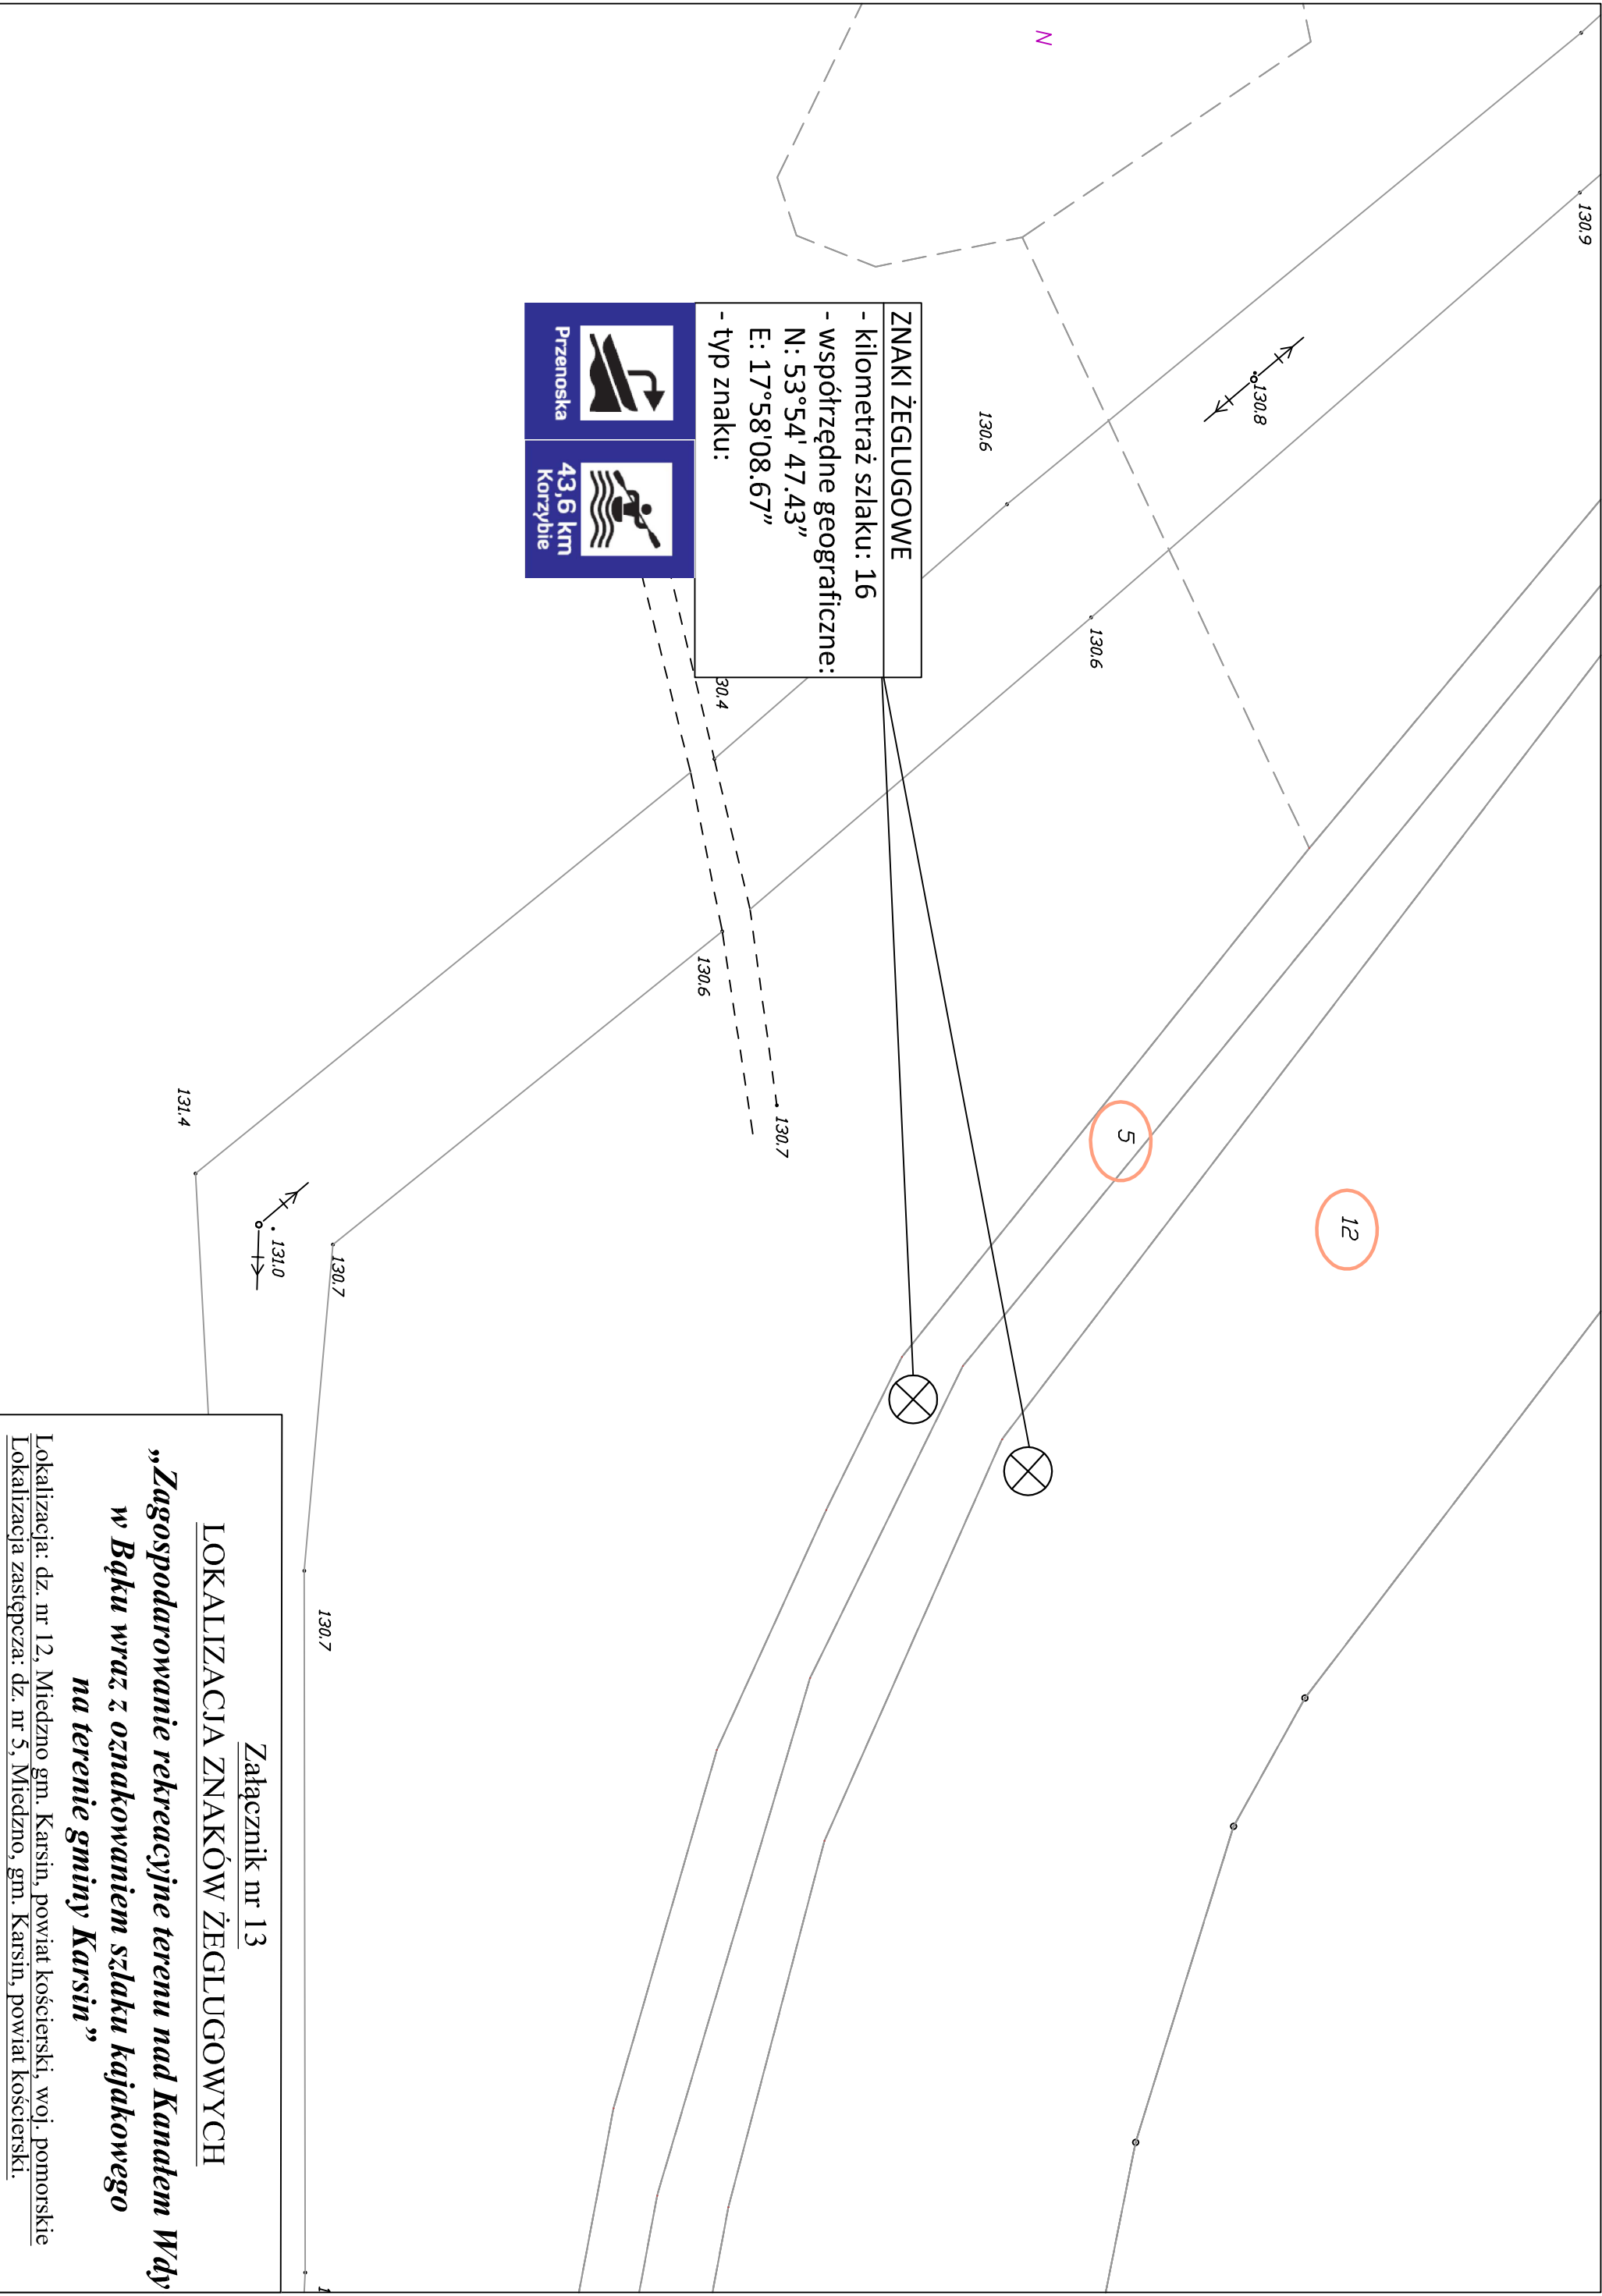 130.9
130.8
130.6
130.6
N
ZNAKI ŻEGLUGOWE
- kilometraż szlaku: 16
- współrzędne geograficzne:
N: 53°54' 47.43”
E: 17°58'08.67”
- typ znaku:
Przenoska
43,6 km
Korzybie
30.4
130.6
130.7
5
12
131.4
131.0
130.7
130.7
1
Załącznik nr 13
LOKALIZACJA ZNAKÓW ŻEGLUGOWYCH
„Zagospodarowanie rekreacyjne terenu nad Kanałem Wdy
w Bąku wraz z oznakowaniem szlaku kajakowego
na terenie gminy Karsin”
Lokalizacja: dz. nr 12, Miedzno gm. Karsin, powiat kościerski, woj. pomorskie
Lokalizacja zastępcza: dz. nr 5, Miedzno, gm. Karsin, powiat kościerski.